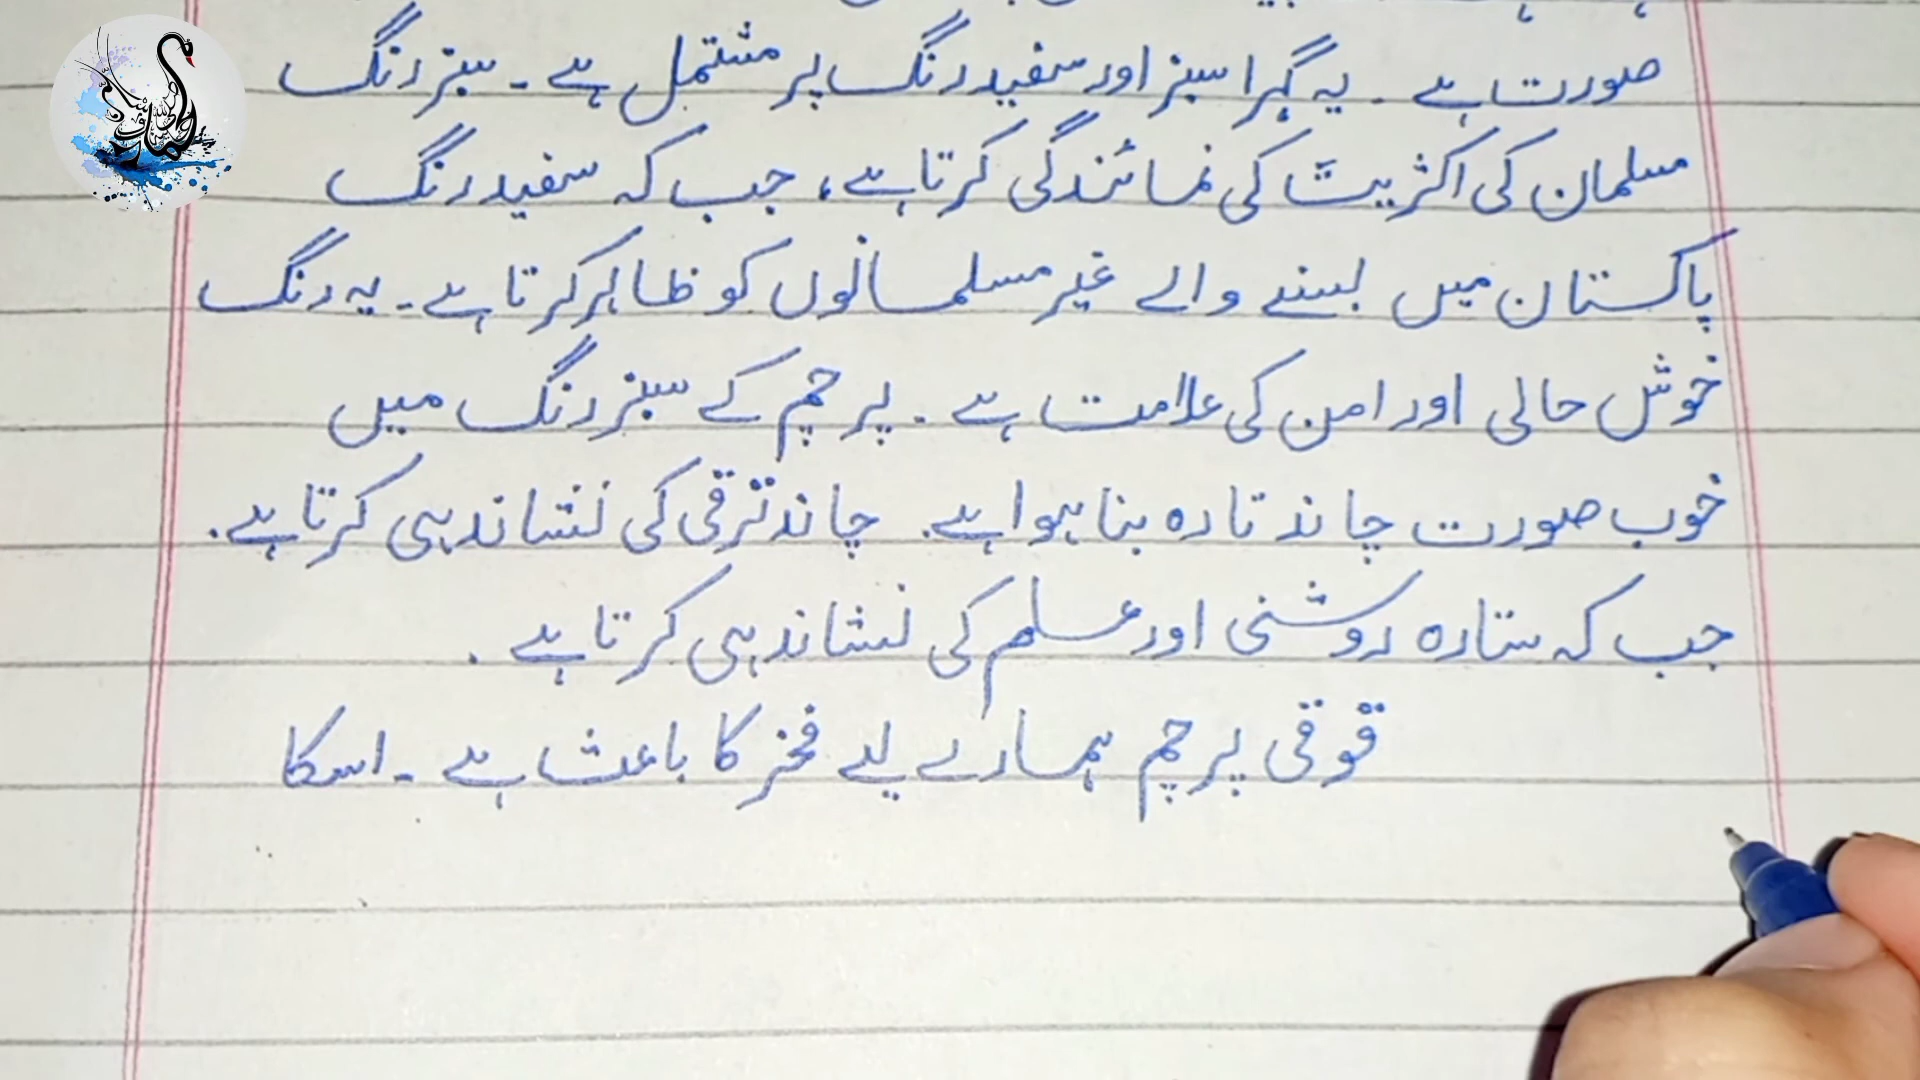 صورت ہے ۔ یہ گہرا سبز اور سفید رنگ پر مشتمل ہے ۔ سبز رنگ
مسلمان کی اکثریت کی نمائندگی کرتا ہے، جب کہ سفید رنگ
پاکستان میں بسنے والے غیر مسلمانوں کو ظاہر کرتا ہے ۔ یہ رنگ
خوش حالی اور امن کی علامت ہے ۔ پرچم کے سبز رنگ میں
خوب صورت چاند تارہ بنا ہوا ہے ۔ چاند ترقی کی نشاندہی کرتا ہے ۔
جب کہ ستارہ روشنی اور علم کی نشاندہی کرتا ہے ۔
قوقی پرچم ہمارے لیے فخر کا باعث ہے ۔ اسکا